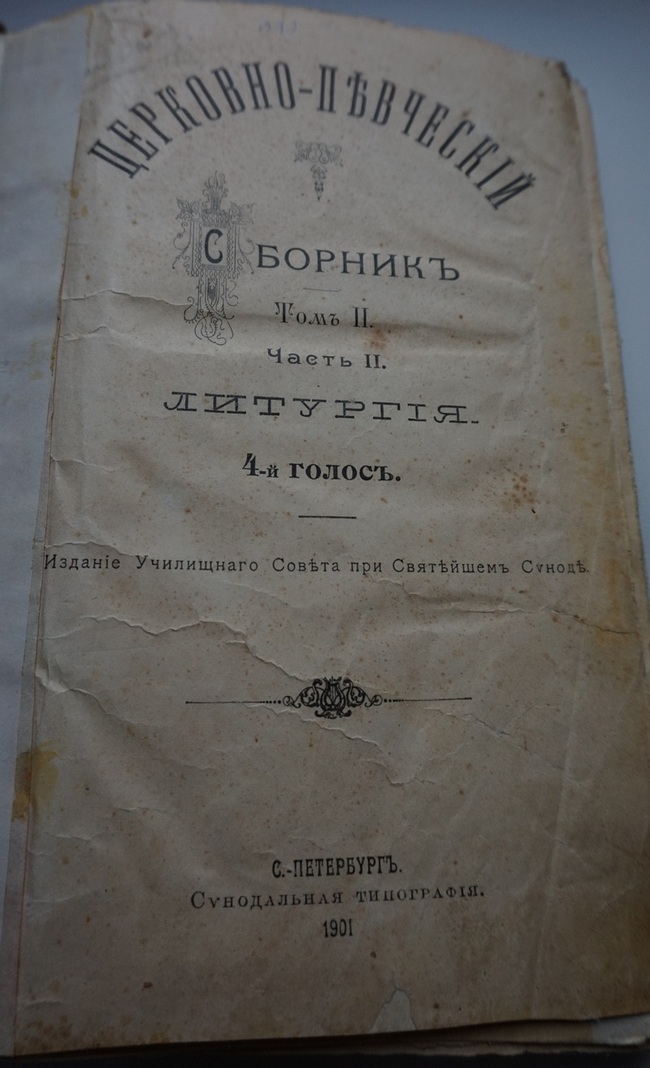 ЦЕРКОВНО-ПѢВЧЕСКІЙ
СБОРНИКЪ
Томъ II.
Часть II.
ЛИТУРГІЯ.
4-й ГОЛОСЪ.
Изданіе Училищнаго Совѣта при Святѣйшемъ Сѵнодѣ.
С.-ПЕТЕРБУРГЪ.
Сѵнодальная типографія.
1901